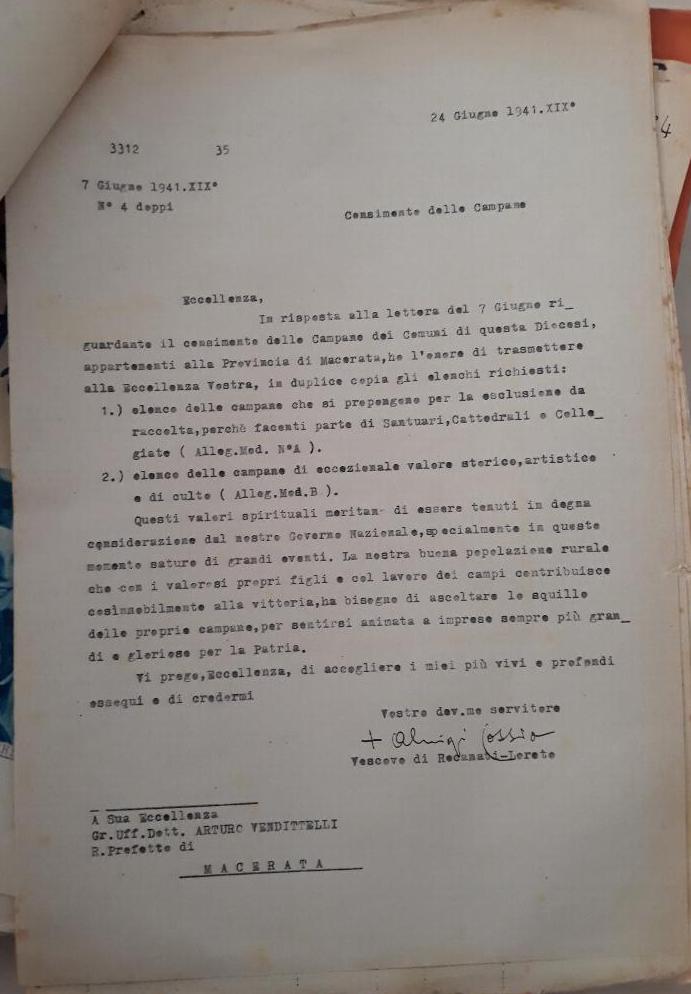 24 Giugno 1941.XIX°
3312 35
7 Giugno 1941.XIX°
N° 4 doppi
Censimento delle Campane
Eccellenza,
In risposta alla lettera del 7 Giugno ri_
guardante il censimento delle Campane dei Comuni di questa Diocesi,
appartementi alla Provincia di Macerata,ho l'onore di trasmettere
alla Eccellenza Vostra, in duplice copia gli elenchi richiesti:
1.) elenco delle campane che si propongono per la esclusione da
raccolta,perchè facenti parte di Santuari,Cattedrali e Colle_
giate ( Alleg.Mod. N°A ).
2.) elenco delle campane di eccezionale valore storico,artistico
e di culto ( Alleg.Mod.B ).
Questi valori spirituali meritan- di essere tenuti in degna
considerazione dal nostro Governo Nazionale,specialmente in questo
momento saturo di grandi eventi. La nostra buona popolazione rurale
che con i valorosi propri figli e col lavoro dei campi contribuisce
cosìnnobilmente alla vittoria,ha bisogno di ascoltare lo squillo
delle proprie campane,per sentirsi animata a imprese sempre più gran_
di e gloriose per la Patria.
Vi prego,Eccellenza, di accogliere i miei più vivi e profondi
ossequi e di credermi
Vostro dev.mo servitore
+ Aluigi Cossio
Vescovo di Recanati-Loreto
A Sua Eccellenza
Gr.Uff.Dott. ARTURO VENDITTELLI
R.Prefetto di
M A C E R A T A